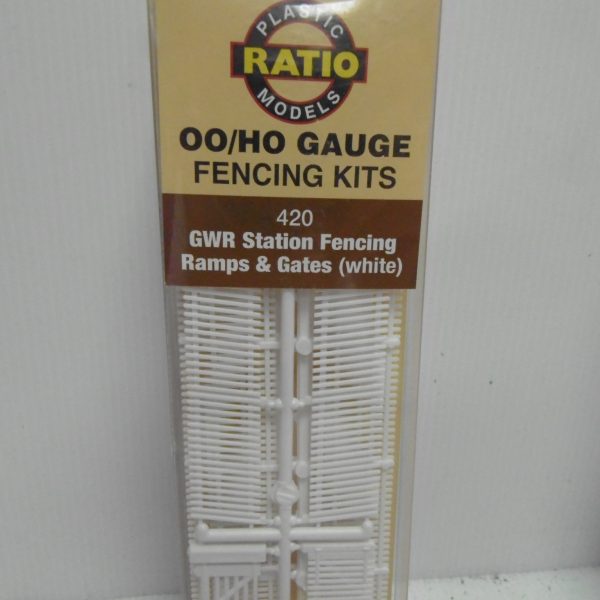 PLASTIC
RATIO
MODELS
OO/HO GAUGE
FENCING KITS
420
GWR Station Fencing
Ramps & Gates (white)